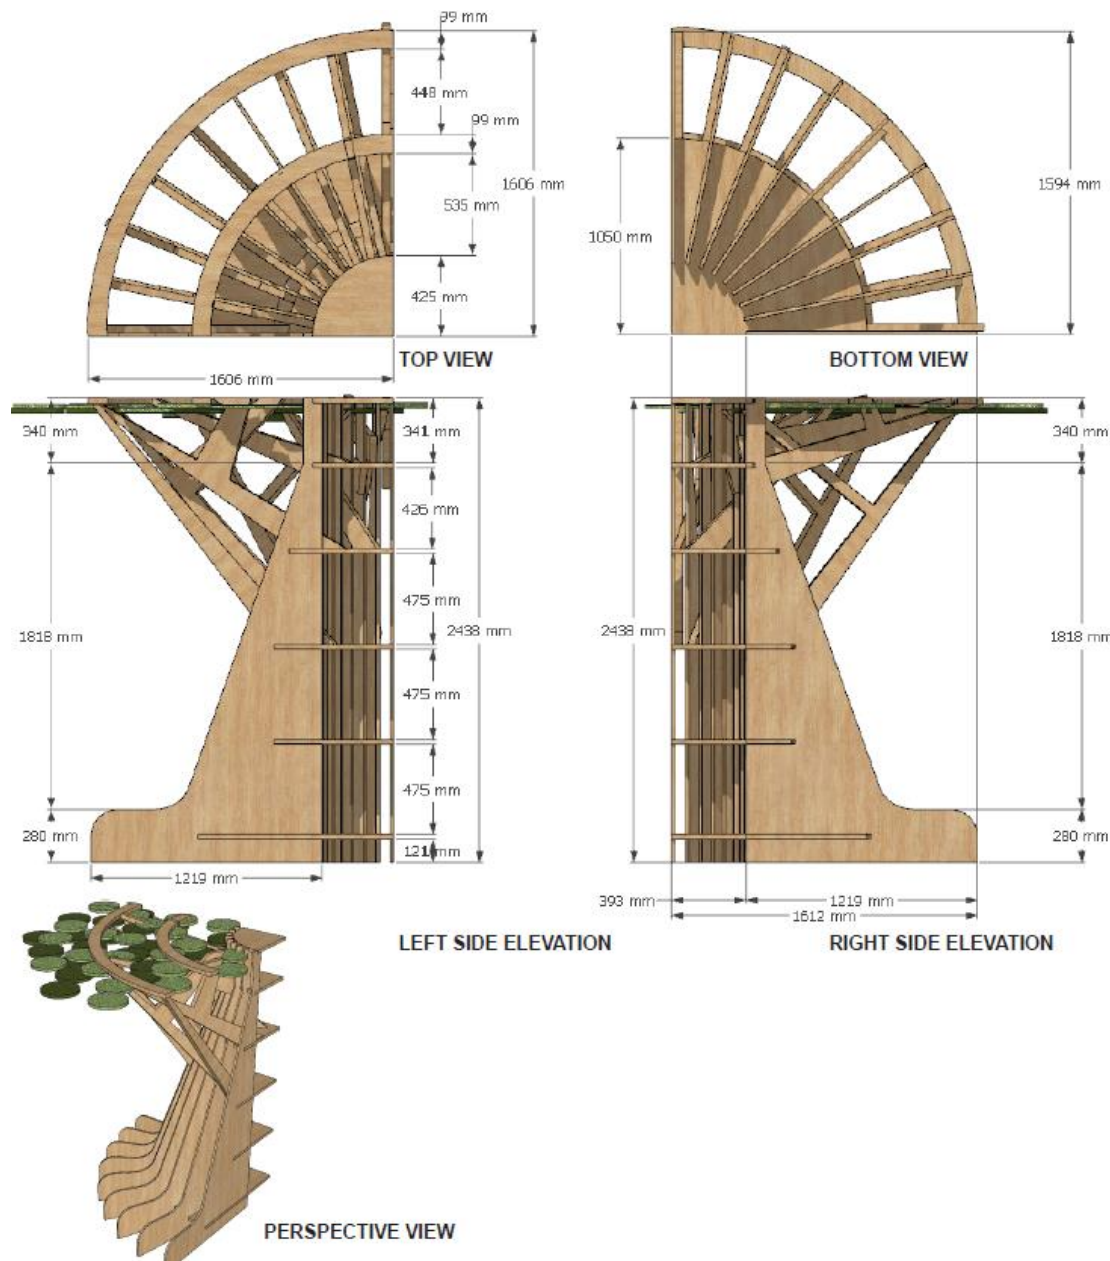 99 mm
448 mm
99 mm
1606 mm
535 mm
425 mm
TOP VIEW
1606 mm
1594 mm
1050 mm
BOTTOM VIEW
340 mm
341 mm
426 mm
475 mm
1818 mm
2438 mm
475 mm
475 mm
280 mm
121 mm
1219 mm
LEFT SIDE ELEVATION
340 mm
2438 mm
1818 mm
280 mm
393 mm
1219 mm
1612 mm
RIGHT SIDE ELEVATION
PERSPECTIVE VIEW